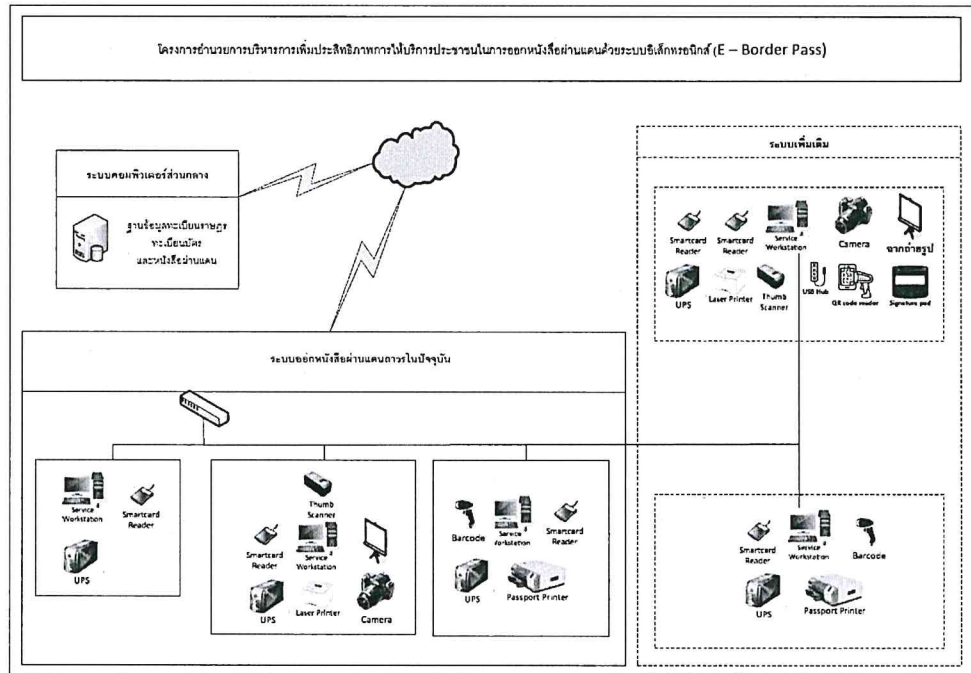 โครงการอำนวยการบริหารการเพิ่มประสิทธิภาพการให้บริการประชาชนในการออกหนังสือผ่านแดนด้วยระบบอิเล็กทรอนิกส์ (E – Border Pass)
ระบบคอมพิวเตอร์ส่วนกลาง
ฐานข้อมูลทะเบียนราษฎร
ทะเบียนบัตร
และหนังสือผ่านแดน
ระบบเพิ่มเติม
Smartcard
Reader
Smartcard
Reader
Service
Workstation
Camera
ฉากถ่ายรูป
UPS
Laser Printer
Thumb
Scanner
USB Hub
QR code reader
Signature pad
ระบบออกหนังสือผ่านแดนถาวรในปัจจุบัน
Service
Workstation
Smartcard
Reader
UPS
Thumb
Scanner
Smartcard
Reader
Service
Workstation
UPS
Laser Printer
Camera
Barcode
Service
Workstation
Smartcard
Reader
UPS
Passport Printer
Smartcard
Reader
Service
Workstation
Barcode
UPS
Passport Printer